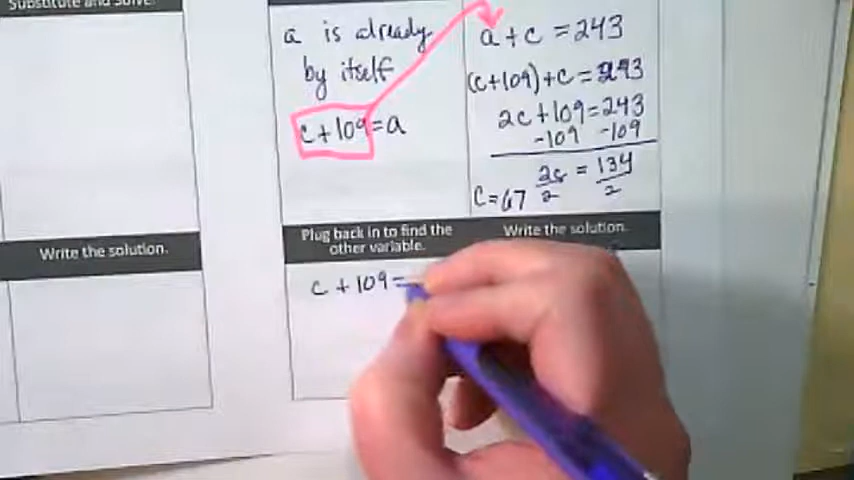 Substitute and solve.
a is already
by itself
c+109=a
a+c=243
(c+109)+c=243
2c+109=243
-109 -109
2c = 134
2 2
C=67
Write the solution.
Plug back in to find the
other variable.
Write the solution.
c+109=